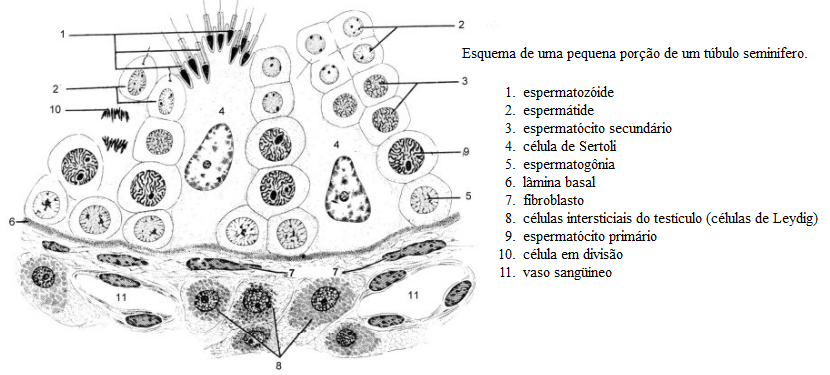 Esquema de uma pequena porção de um túbulo seminífero.
1. espermatozóide
2. espermátide
3. espermatócito secundário
4. célula de Sertoli
5. espermatogônia
6. lâmina basal
7. fibroblasto
8. células intersticiais do testículo (células de Leydig)
9. espermatócito primário
10. célula em divisão
11. vaso sangüíneo
1
2
2
3
10
4
4
9
5
6
7
7
11
11
8